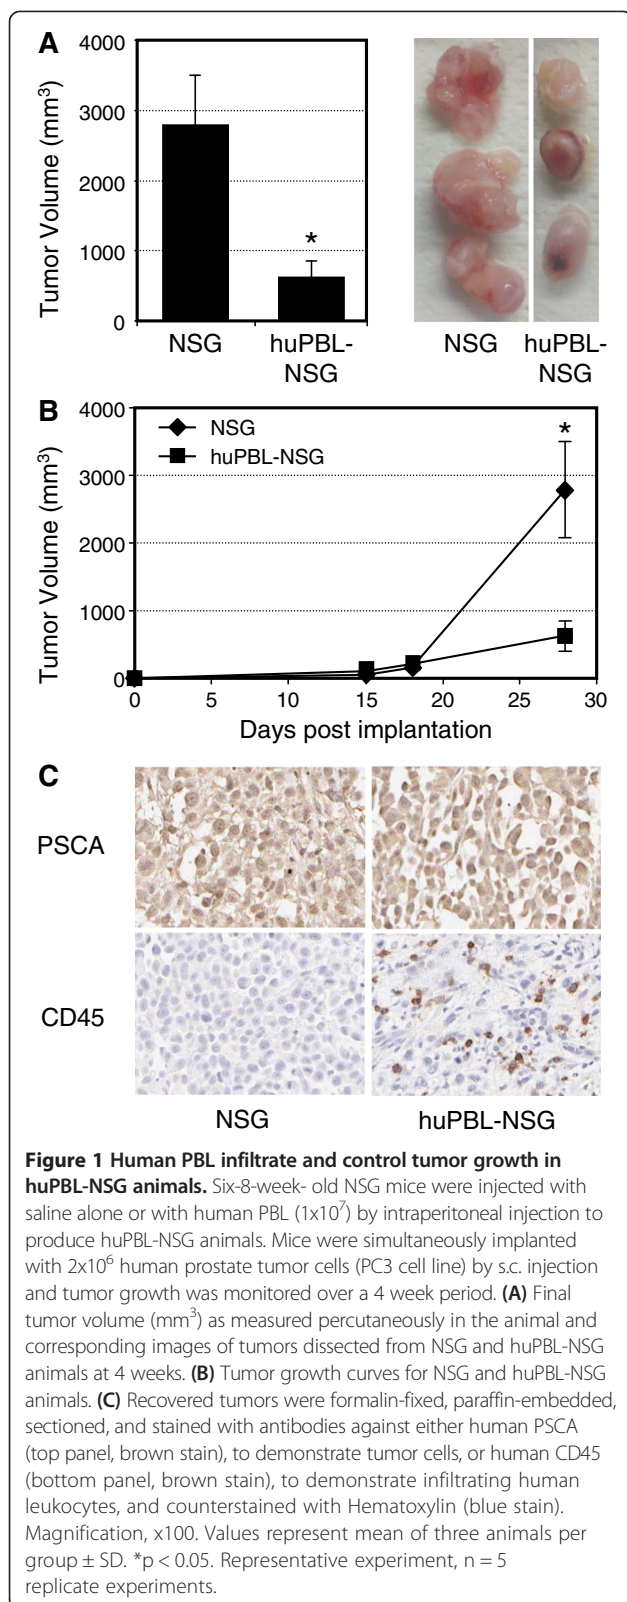 A
Tumor Volume (mm³)
4000
3000
2000
1000
0
*
NSG
huPBL-
NSG
NSG
huPBL-
NSG
B
Tumor Volume (mm³)
4000
3000
2000
1000
0
NSG
huPBL-NSG
*
0 5 10 15 20 25 30
Days post implantation
C
PSCA
CD45
NSG
huPBL-NSG
Figure 1 Human PBL infiltrate and control tumor growth in
huPBL-NSG animals. Six-8-week- old NSG mice were injected with
saline alone or with human PBL (1x10⁷) by intraperitoneal injection to
produce huPBL-NSG animals. Mice were simultaneously implanted
with 2x10⁶ human prostate tumor cells (PC3 cell line) by s.c. injection
and tumor growth was monitored over a 4 week period. (A) Final
tumor volume (mm³) as measured percutaneously in the animal and
corresponding images of tumors dissected from NSG and huPBL-NSG
animals at 4 weeks. (B) Tumor growth curves for NSG and huPBL-NSG
animals. (C) Recovered tumors were formalin-fixed, paraffin-embedded,
sectioned, and stained with antibodies against either human PSCA
(top panel, brown stain), to demonstrate tumor cells, or human CD45
(bottom panel, brown stain), to demonstrate infiltrating human
leukocytes, and counterstained with Hematoxylin (blue stain).
Magnification, x100. Values represent mean of three animals per
group ± SD. *p < 0.05. Representative experiment, n = 5
replicate experiments.